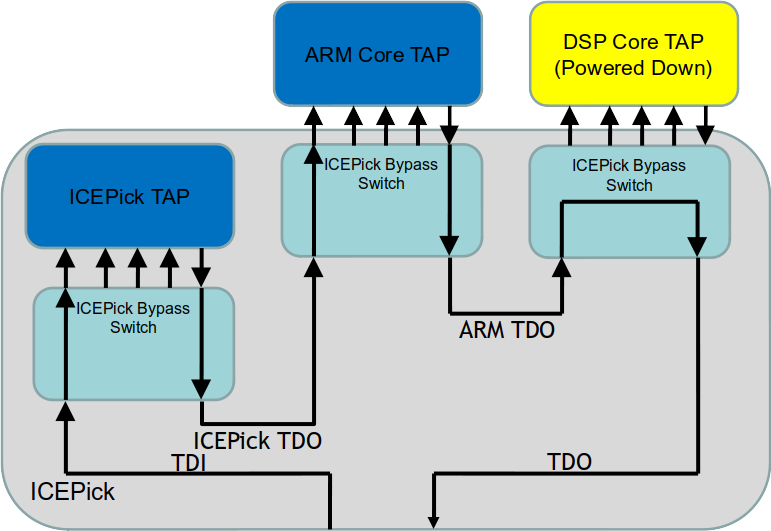 ARM Core TAP
DSP Core TAP
(Powered Down)
ICEPick Bypass
Switch
ICEPick Bypass
Switch
ICEPick TAP
ICEPick Bypass
Switch
ARM TDO
ICEPick TDO
TDI
TDO
ICEPick